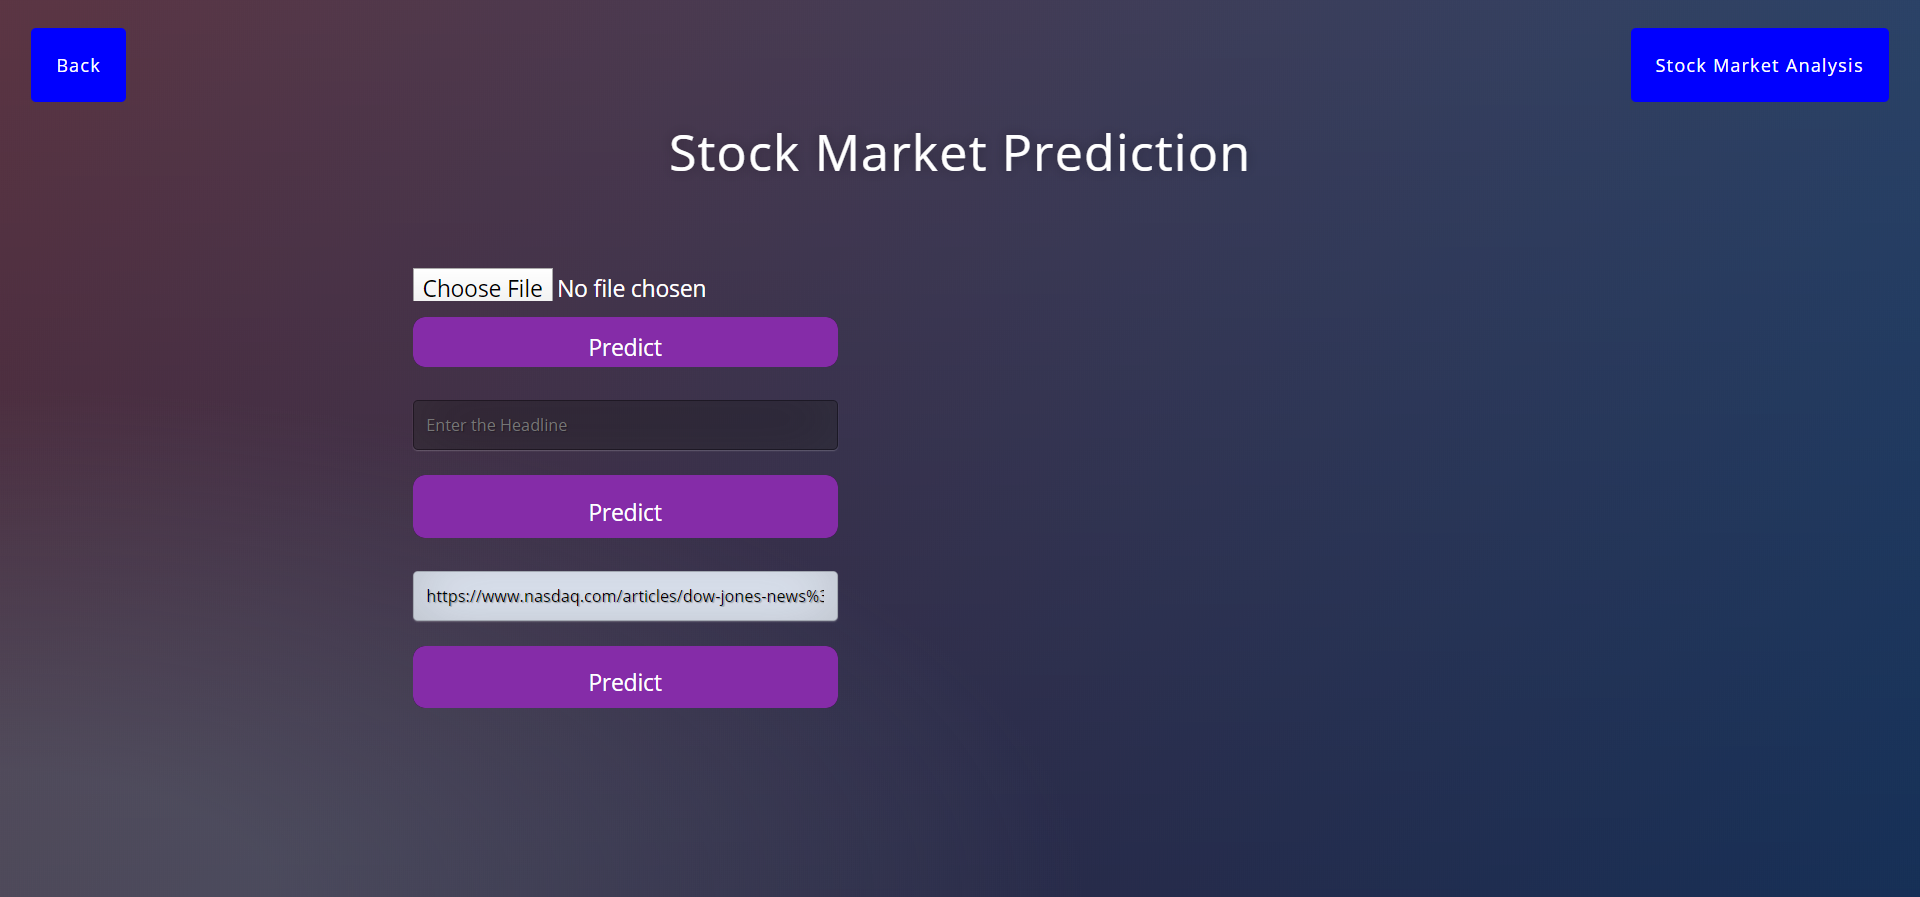 Back
Stock Market Analysis
Stock Market Prediction
Choose File No file chosen
Predict
Enter the Headline
Predict
https://www.nasdaq.com/articles/dow-jones-news%3
Predict